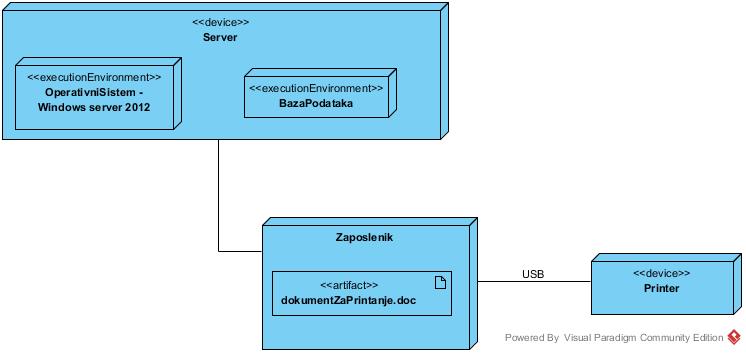 <<device>>
Server
<<executionEnvironment>>
OperativniSistem -
Windows server 2012
<<executionEnvironment>>
BazaPodataka
Zaposlenik
<<artifact>>
dokumentZaPrintanje.doc
USB
<<device>>
Printer
Powered By Visual Paradigm Community Edition